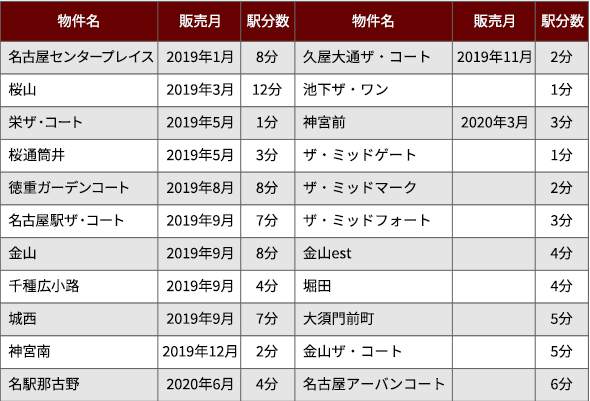 物件名 販売月 駅分数 物件名 販売月 駅分数
名古屋センタープレイス 2019年1月 8分 久屋大通ザ・コート 2019年11月 2分
桜山 2019年3月 12分 池下ザ・ワン 1分
栄ザ・コート 2019年5月 1分 神宮前 2020年3月 3分
桜通筒井 2019年5月 3分 ザ・ミッドゲート 1分
徳重ガーデンコート 2019年8月 8分 ザ・ミッドマーク 2分
名古屋駅ザ・コート 2019年9月 7分 ザ・ミッドフォート 3分
金山 2019年9月 8分 金山est 4分
千種広小路 2019年9月 4分 堀田 4分
城西 2019年9月 7分 大須門前町 5分
神宮南 2019年12月 2分 金山ザ・コート 5分
名駅那古野 2020年6月 4分 名古屋アーバンコート 6分